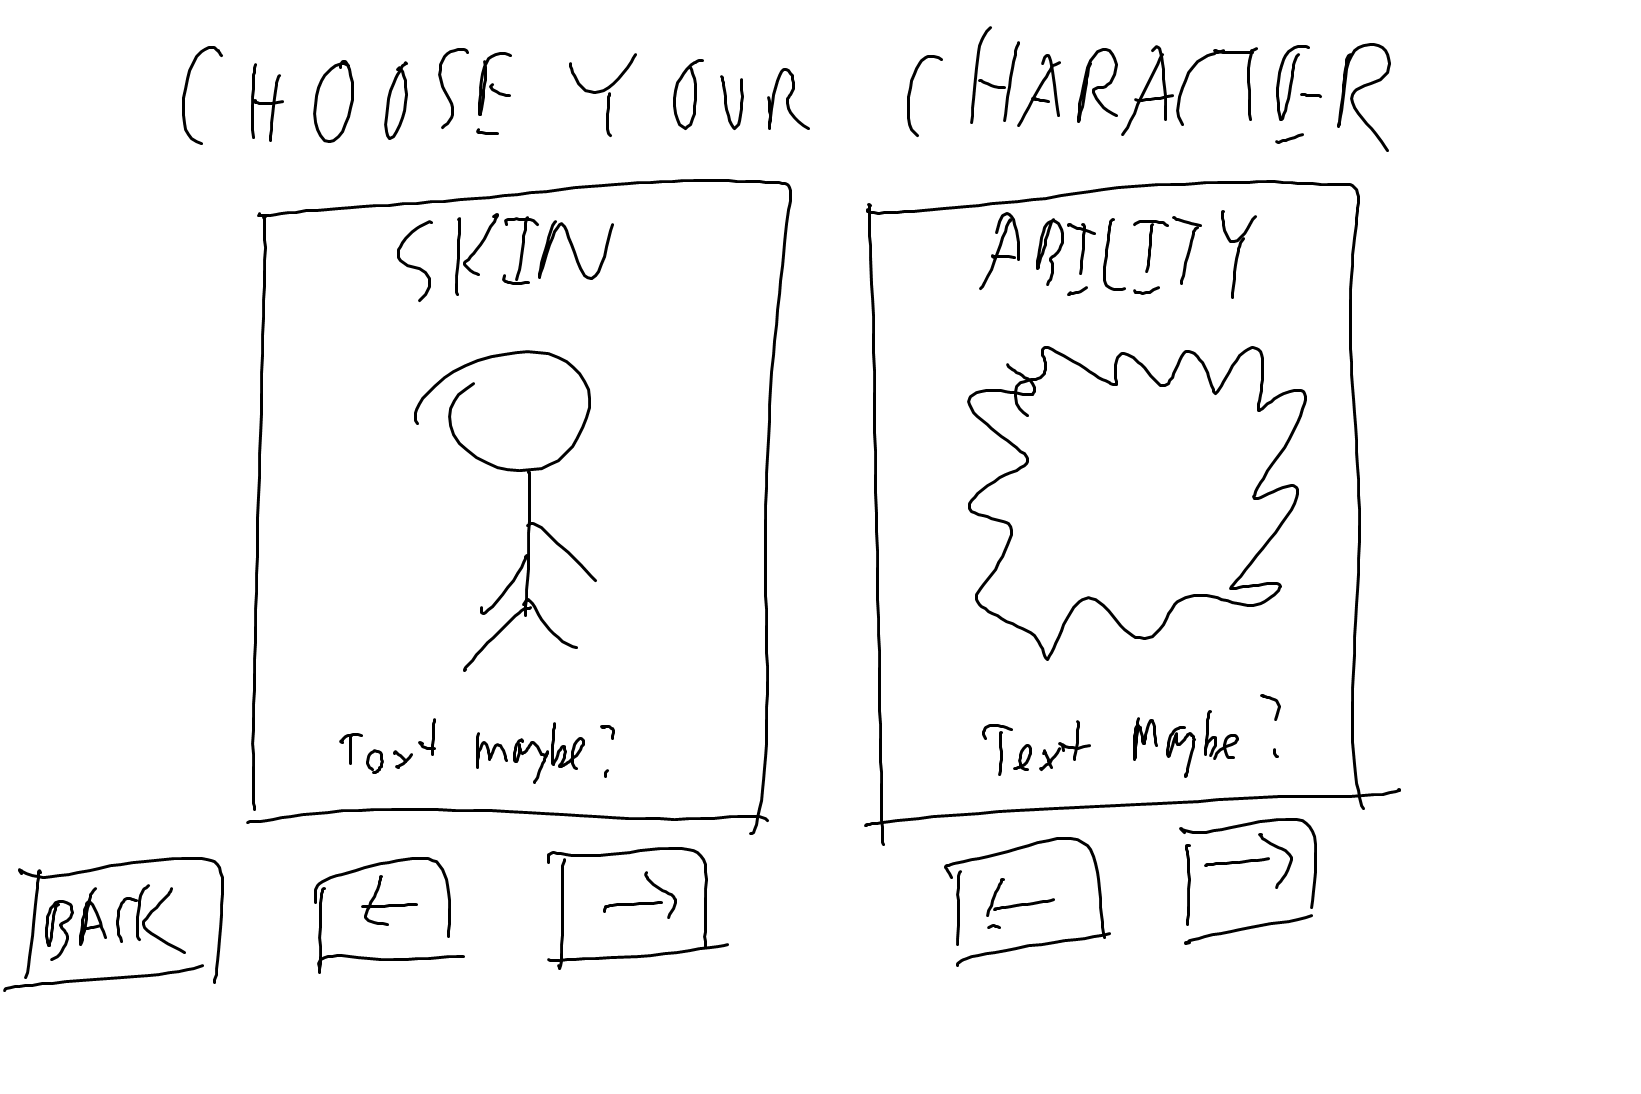 CHOOSE YOUR CHARACTER
SKIN
ABILITY
Text maybe?
Text Maybe?
BACK
← →
← →